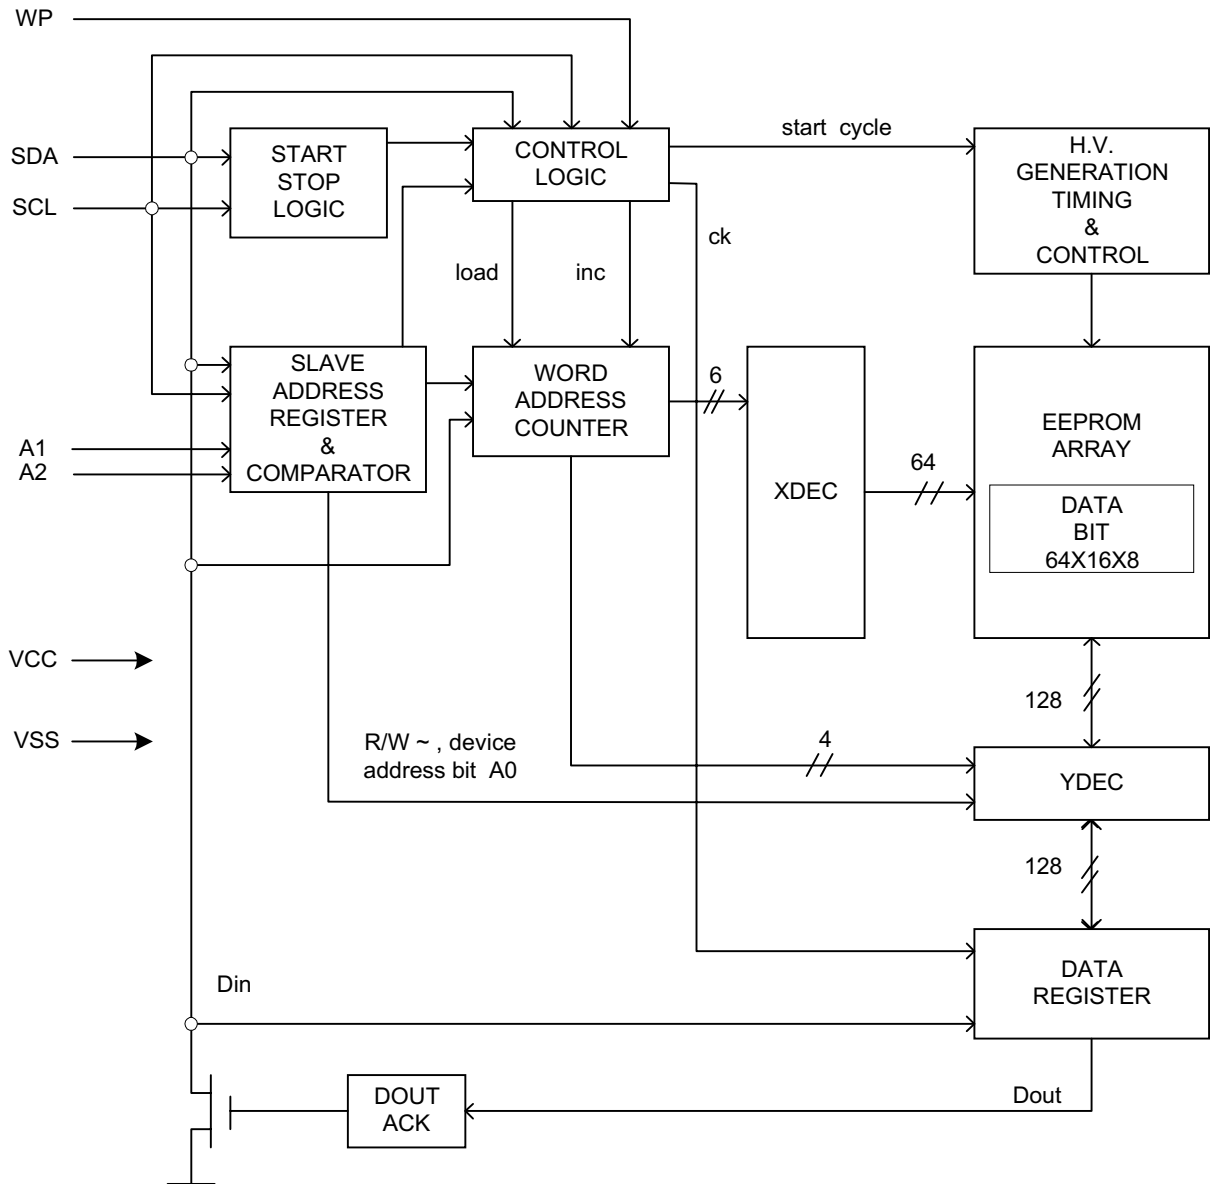 WP
SDA
SCL
START
STOP
LOGIC
CONTROL
LOGIC
start cycle
H.V.
GENERATION
TIMING
&
CONTROL
ck
load
inc
A1
A2
SLAVE
ADDRESS
REGISTER
&
COMPARATOR
WORD
ADDRESS
COUNTER
6
XDEC
64
EEPROM
ARRAY
DATA
BIT
64X16X8
VCC
VSS
R/W ~ , device
address bit A0
4
128
YDEC
128
Din
DATA
REGISTER
DOUT
ACK
Dout